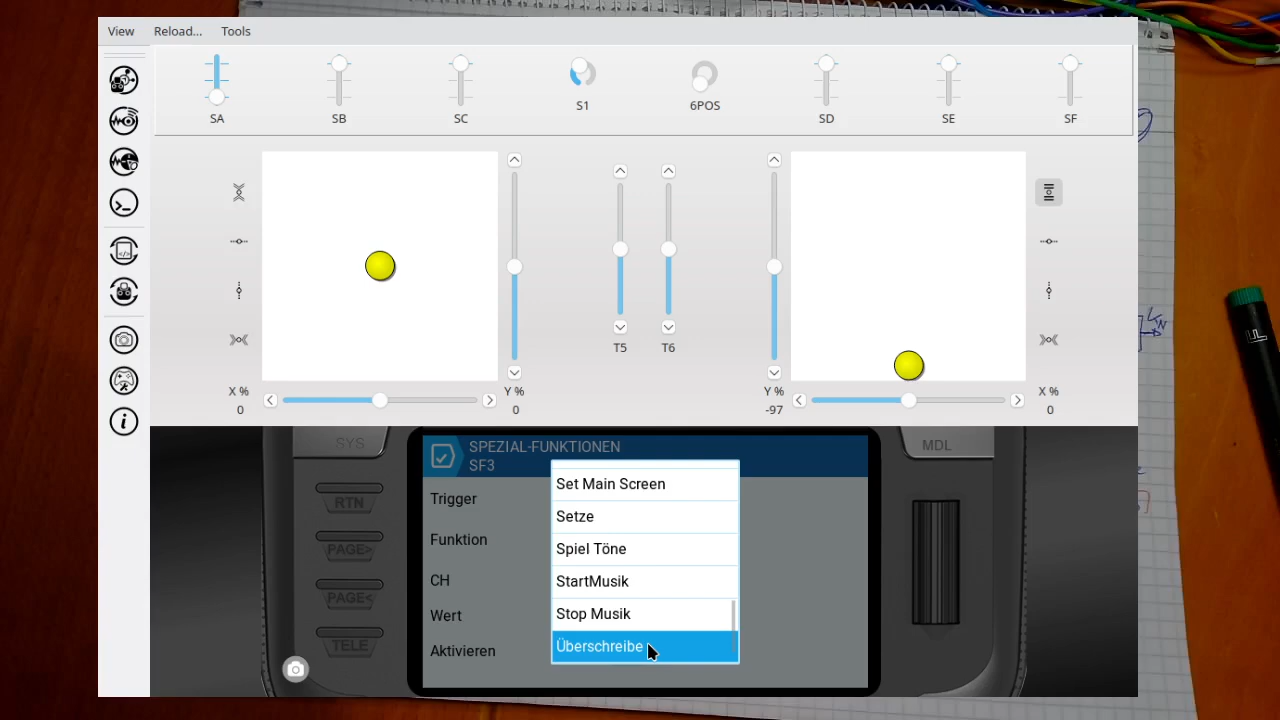 View Reload... Tools
SA SB SC S1 6POS SD SE SF
T5 T6
X % Y % Y % X %
0 0 -97 0
SYS MDL
RTN
PAGE>
PAGE<
TELE
SPEZIAL-FUNKTIONEN
SF3
Trigger
Funktion
CH
Wert
Aktivieren
Set Main Screen
Setze
Spiel Töne
StartMusik
Stop Musik
Überschreibe